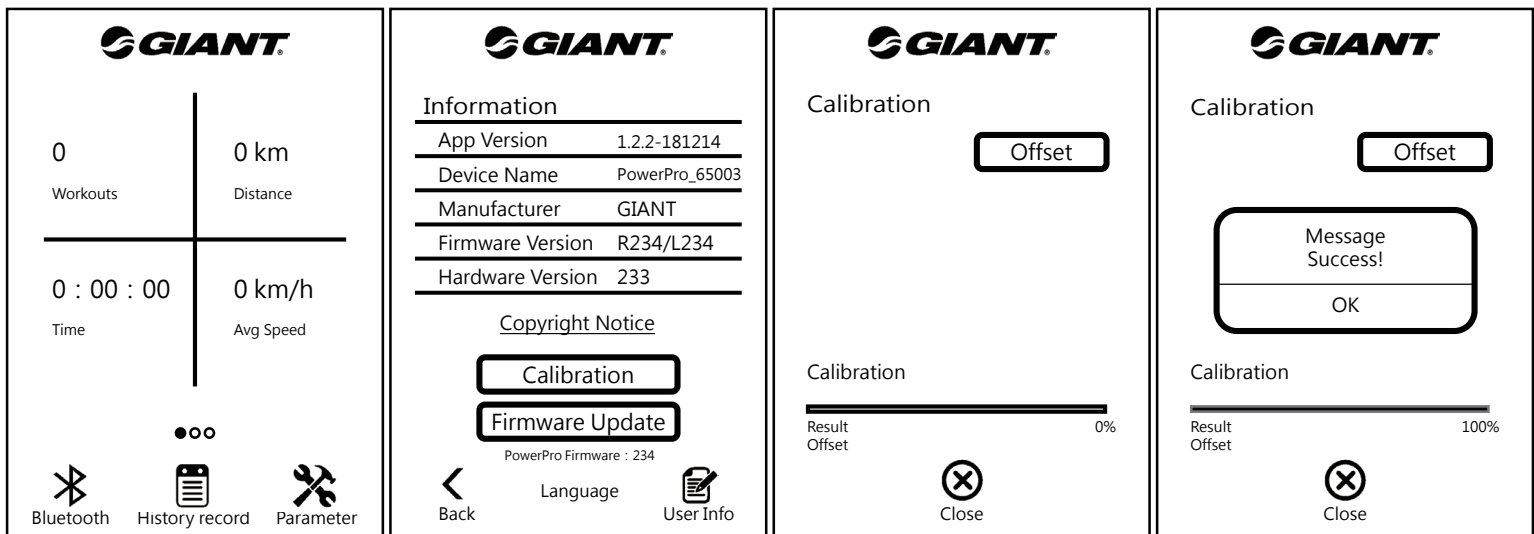 GIANT
0
Workouts
0 km
Distance
0 : 00 : 00
Time
0 km/h
Avg Speed
Bluetooth
History record
Parameter
GIANT
Information
App Version 1.2.2-181214
Device Name PowerPro_65003
Manufacturer GIANT
Firmware Version R234/L234
Hardware Version 233
Copyright Notice
Calibration
Firmware Update
PowerPro Firmware : 234
Back
Language
User Info
GIANT
Calibration
Offset
Calibration
Result 0%
Offset
Close
GIANT
Calibration
Offset
Message
Success!
OK
Calibration
Result 100%
Offset
Close